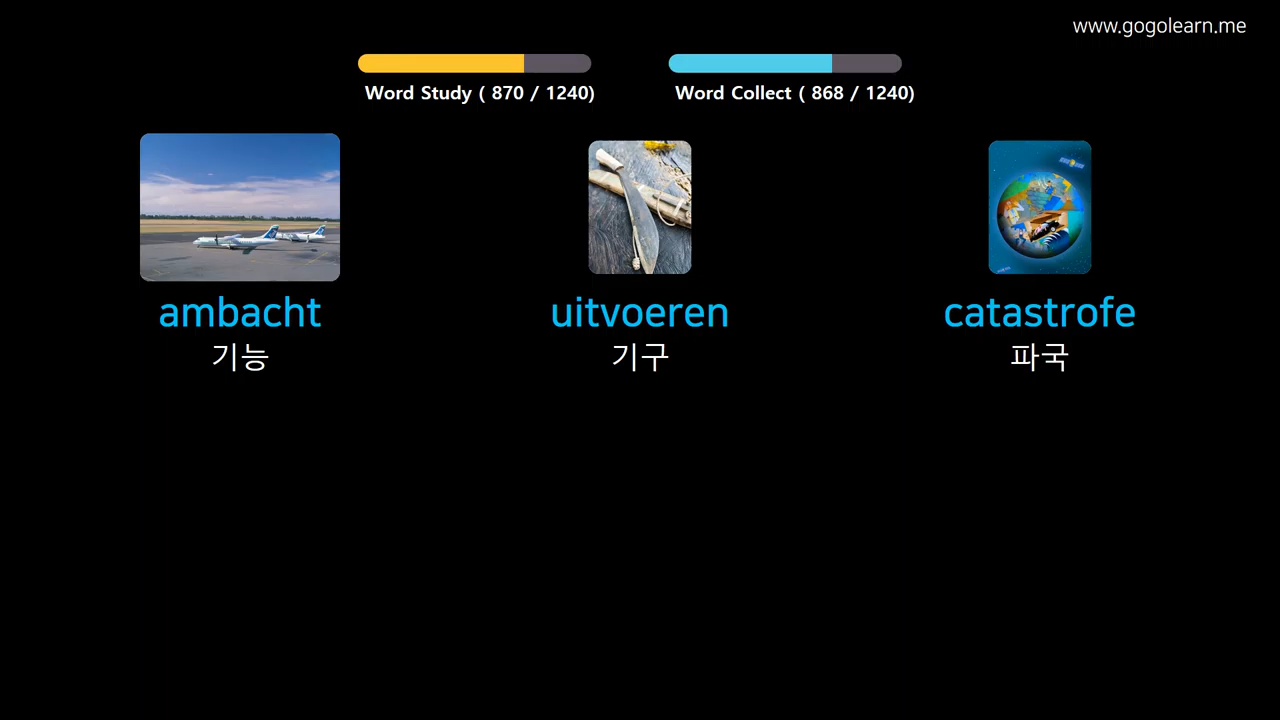 www.gogolearn.me
Word Study ( 870 / 1240)
Word Collect ( 868 / 1240)
ambacht
uitvoeren
catastrofe
기능
기구
파국